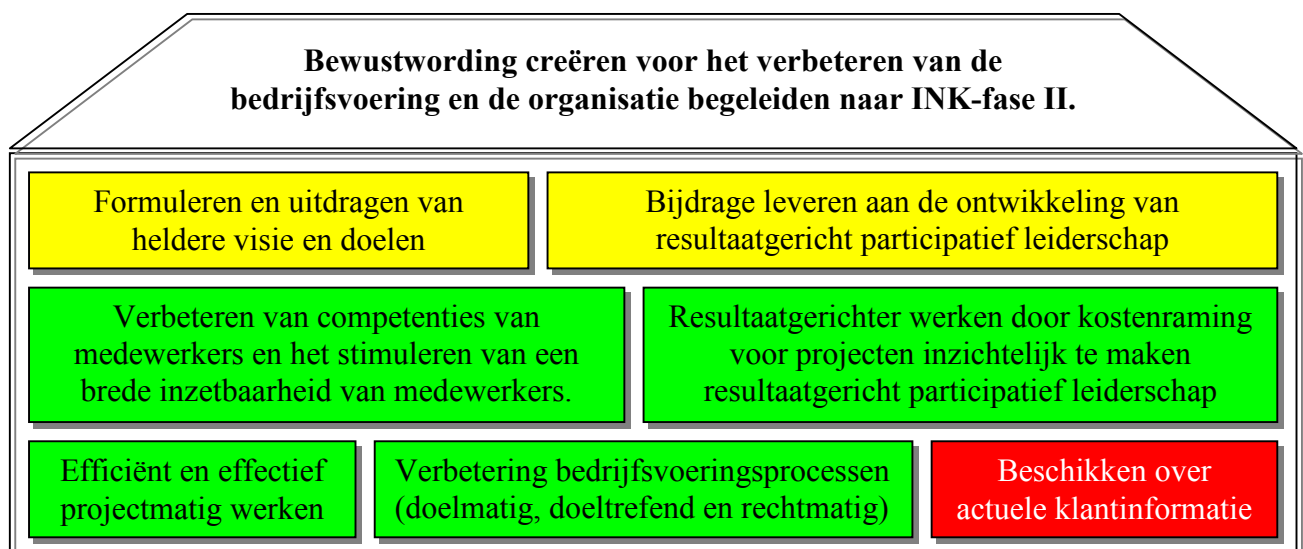 Bewustwording creëren voor het verbeteren van de
bedrijfsvoering en de organisatie begeleiden naar INK-fase II.
Formuleren en uitdragen van
heldere visie en doelen
Bijdrage leveren aan de ontwikkeling van
resultaatgericht participatief leiderschap
Verbeteren van competenties van
medewerkers en het stimuleren van een
brede inzetbaarheid van medewerkers.
Resultaatgerichter werken door kostenraming
voor projecten inzichtelijk te maken
resultaatgericht participatief leiderschap
Efficiënt en effectief
projectmatig werken
Verbetering bedrijfsvoeringsprocessen
(doelmatig, doeltrefend en rechtmatig)
Beschikken over
actuele klantinformatie